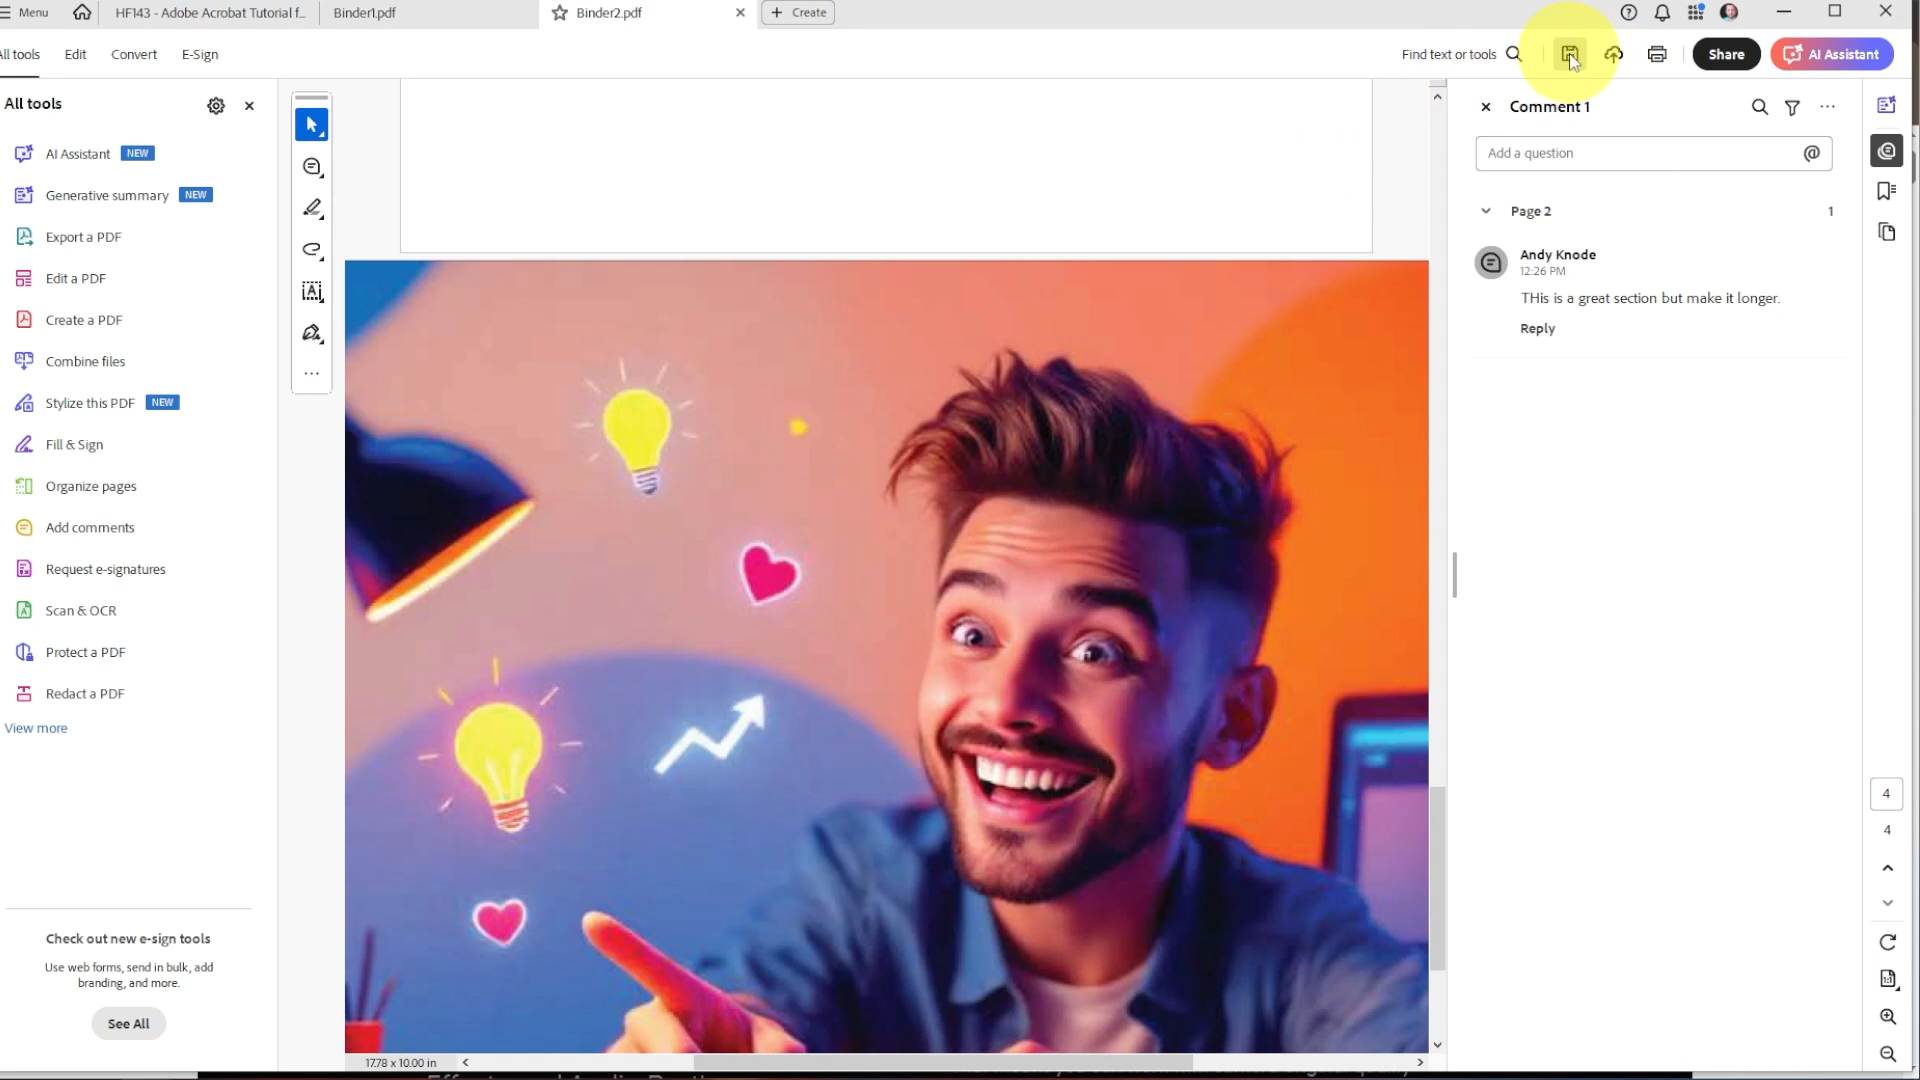 Menu
HF143 - Adobe Acrobat Tutorial f...
Binder1.pdf
Binder2.pdf
Create
All tools
Edit
Convert
E-Sign
Find text or tools
Share
AI Assistant
All tools
AI Assistant NEW
Generative summary NEW
Export a PDF
Edit a PDF
Create a PDF
Combine files
Stylize this PDF NEW
Fill & Sign
Organize pages
Add comments
Request e-signatures
Scan & OCR
Protect a PDF
Redact a PDF
View more
Check out new e-sign tools
Use web forms, send in bulk, add
branding, and more.
See All
17.78 x 10.00 in
Comment 1
Add a question
Page 2
1
Andy Knode
12:26 PM
THis is a great section but make it longer.
Reply
4
4